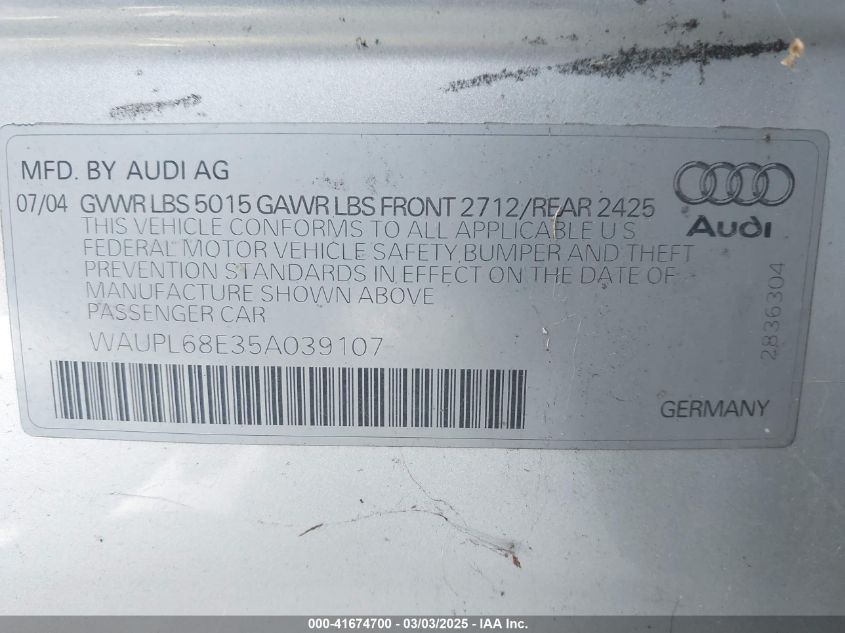 MFD. BY AUDI AG
07/04 GVWR LBS 5015 GAWR LBS FRONT 2712/REAR 2425
THIS VEHICLE CONFORMS TO ALL APPLICABLE U S
FEDERAL MOTOR VEHICLE SAFETY, BUMPER AND THEFT
PREVENTION STANDARDS IN EFFECT ON THE DATE OF
MANUFACTURE SHOWN ABOVE
PASSENGER CAR
WAUPL68E35A039107
Audi
2836304
GERMANY
000-41674700 - 03/03/2025 - IAA Inc.